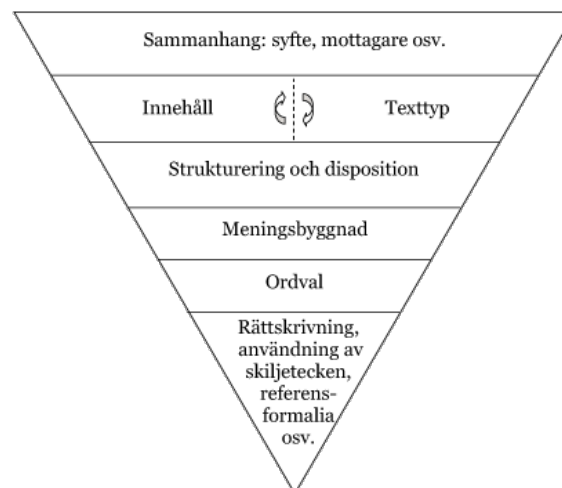 Sammanhang: syfte, mottagare osv.
Innehåll
Texttyp
Strukturering och disposition
Meningsbyggnad
Ordval
Rättskrivning,
användning av
skiljetecken,
referens-
formalia
osv.